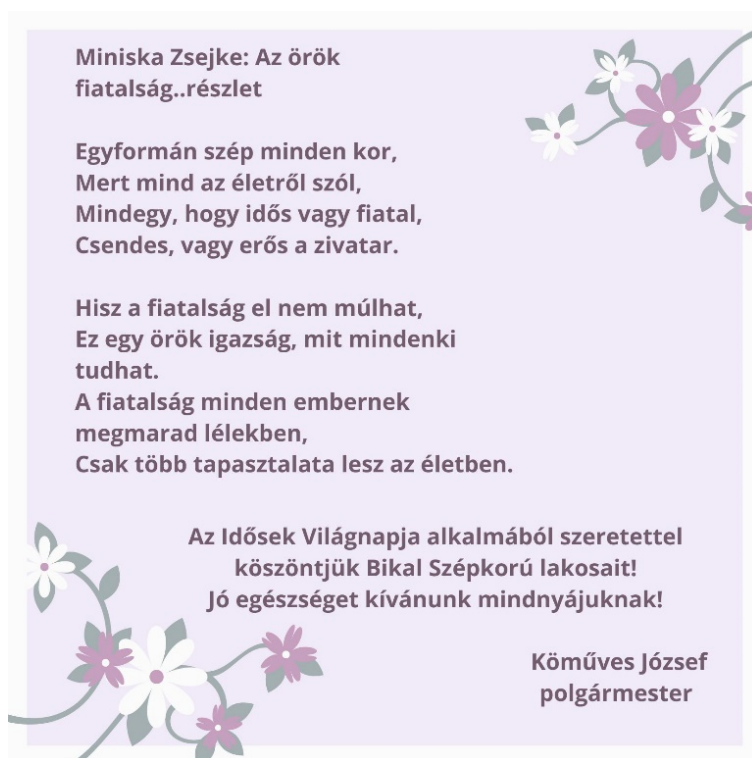 Miniska Zsejke: Az örök
fiatalság..részlet
Egyformán szép minden kor,
Mert mind az életről szól,
Mindegy, hogy idős vagy fiatal,
Csendes, vagy erős a zivatar.
Hisz a fiatalság el nem múlhat,
Ez egy örök igazság, mit mindenki
tudhat.
A fiatalság minden embernek
megmarad lélekben,
Csak több tapasztalata lesz az életben.
Az Idősek Világnapja alkalmából szeretettel
köszöntjük Bikal Szépkorú lakosait!
Jó egészséget kívánunk mindnyájuknak!
Köműves József
polgármester